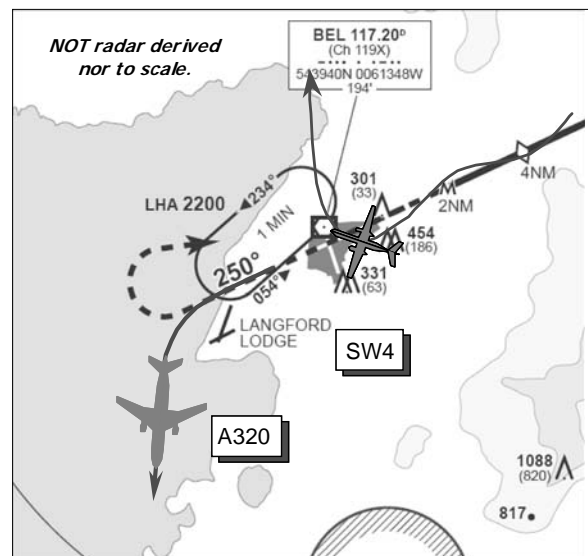 NOT radar derived
nor to scale.
BEL 117.20ᴰ
(Ch 119X)
543940N 0061348W
194'
301
(33)
4NM
2NM
234°
LHA 2200
1 MIN
454
(186)
250°
054°
331
(63)
LANGFORD
LODGE
SW4
A320
1088
(820)
817